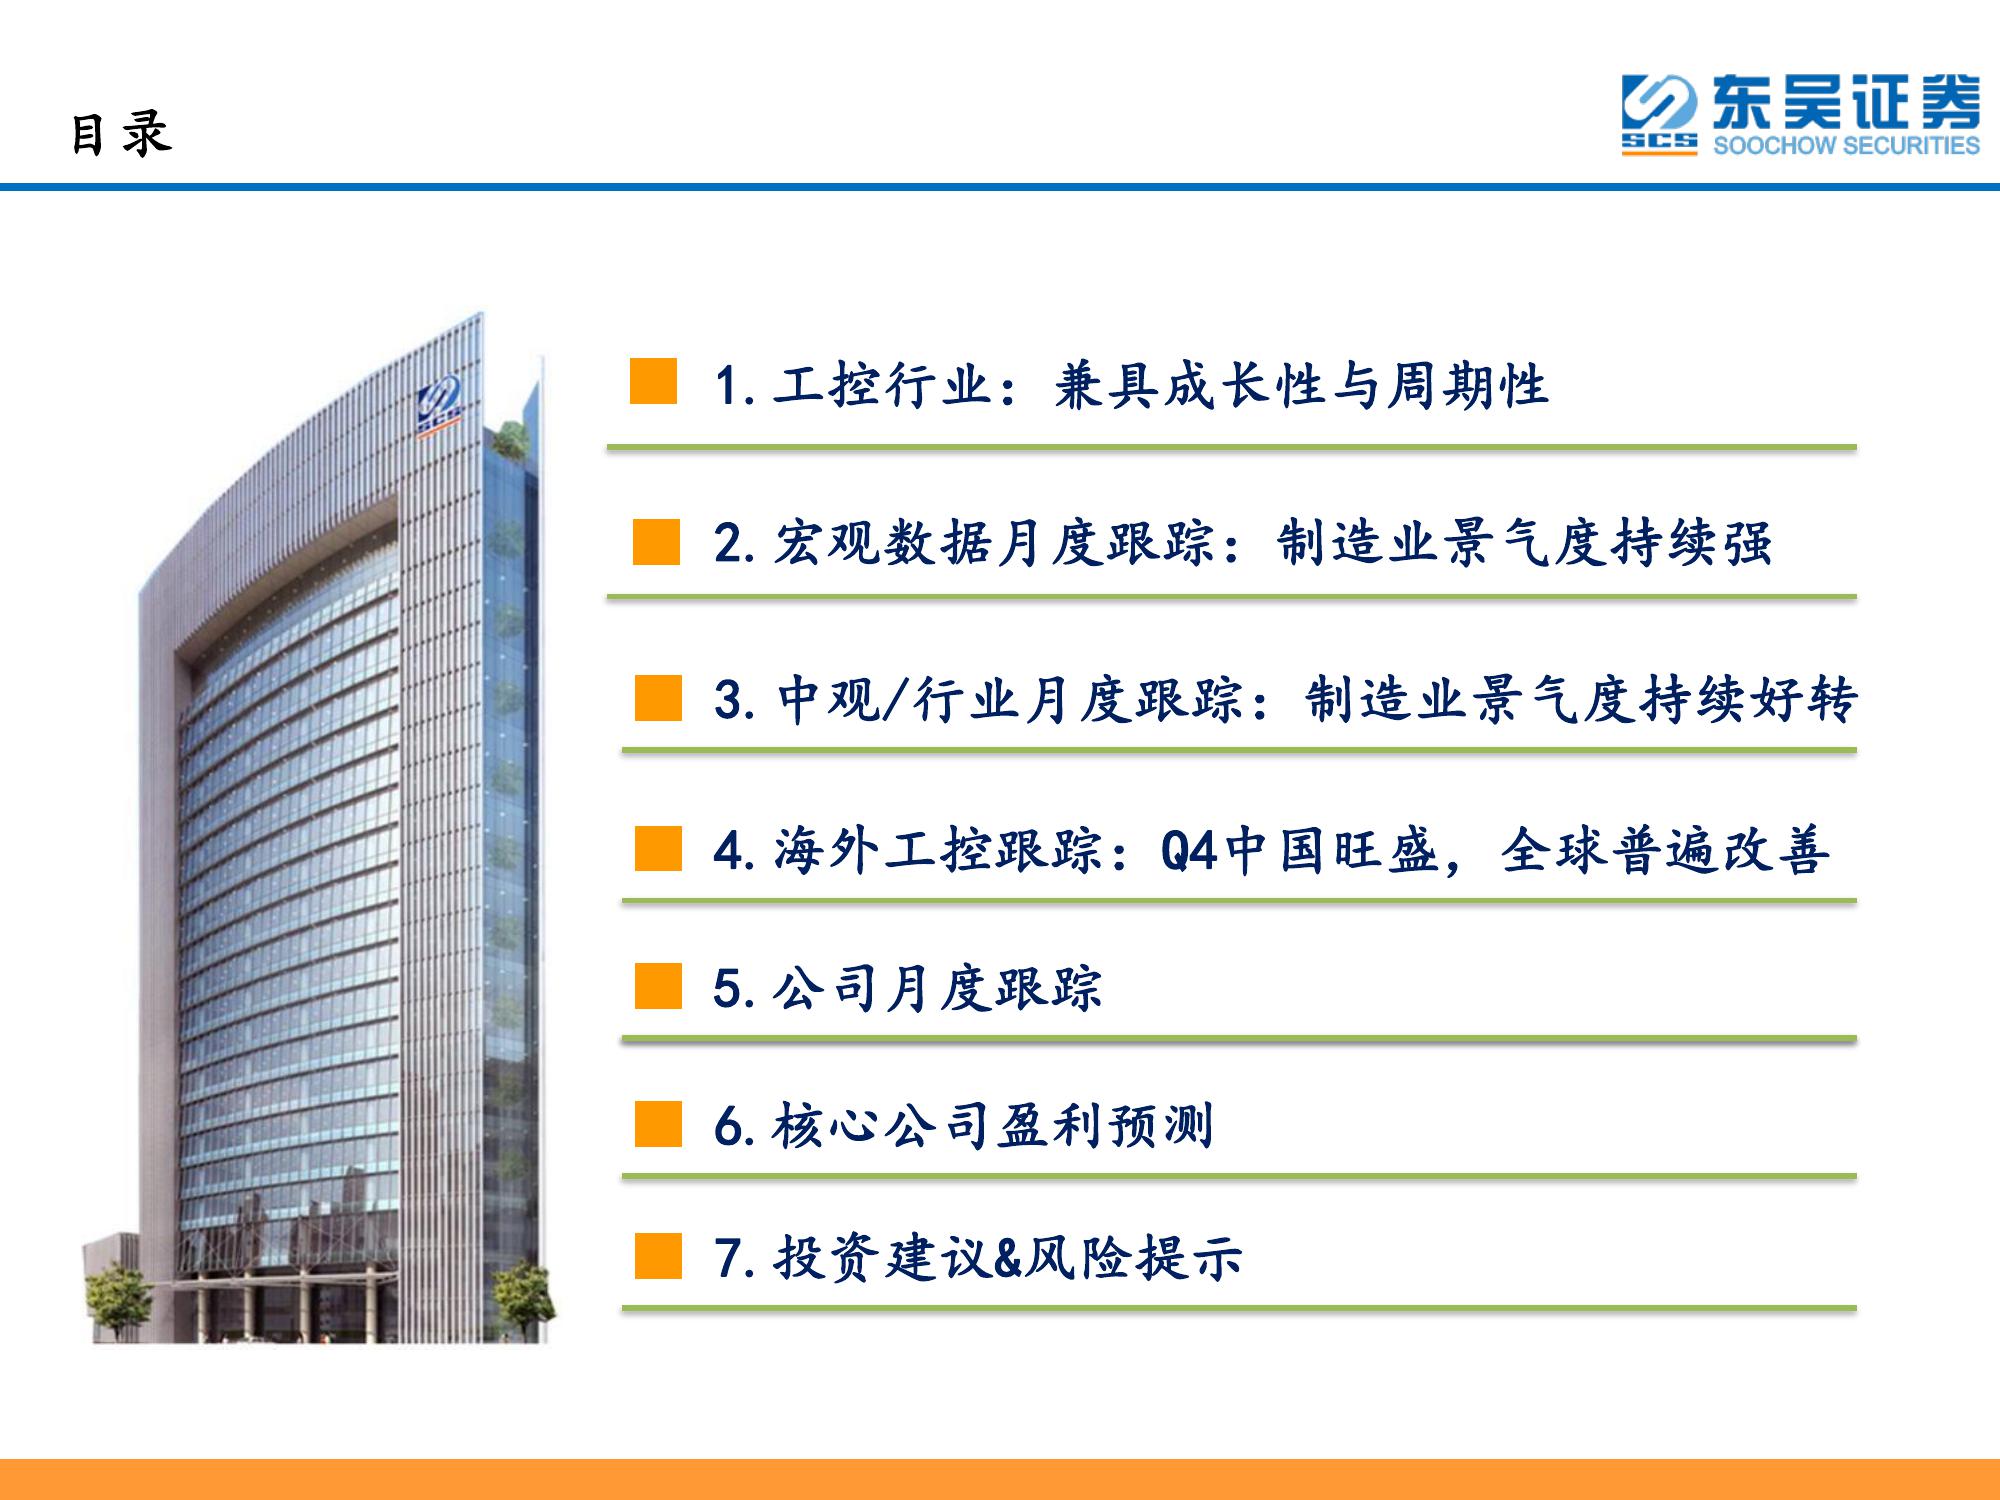 目录
东吴证券
SCS SOOCHOW SECURITIES
SCS
1.工控行业：兼具成长性与周期性
2.宏观数据月度跟踪：制造业景气度持续强
3.中观/行业月度跟踪：制造业景气度持续好转
4.海外工控跟踪：Q4中国旺盛，全球普遍改善
5.公司月度跟踪
6.核心公司盈利预测
7.投资建议&风险提示